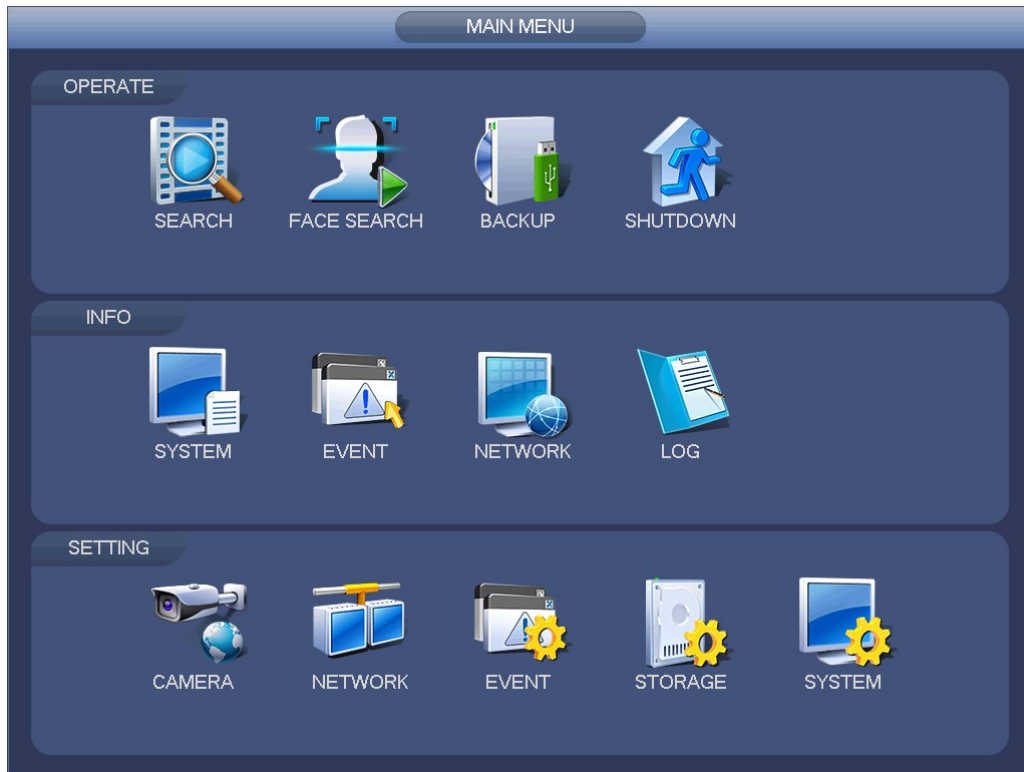 MAIN MENU
OPERATE
SEARCH FACE SEARCH BACKUP SHUTDOWN
INFO
SYSTEM EVENT NETWORK LOG
SETTING
CAMERA NETWORK EVENT STORAGE SYSTEM